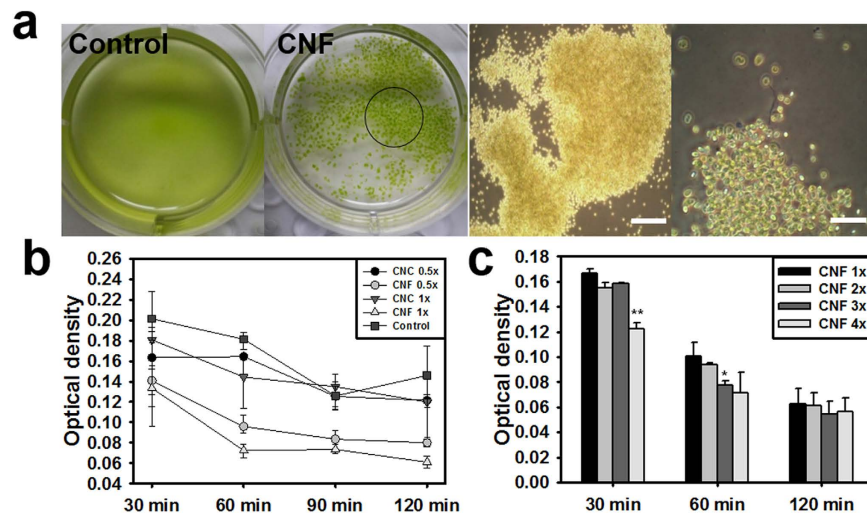 a
Control
CNF
b
Optical density
0.26
0.24
0.22
0.20
0.18
0.16
0.14
0.12
0.10
0.08
0.06
0.04
CNC 0.5x
CNF 0.5x
CNC 1x
CNF 1x
Control
30 min 60 min 90 min 120 min
c
Optical density
0.18
0.16
0.14
0.12
0.10
0.08
0.06
0.04
0.02
0.00
CNF 1x
CNF 2x
CNF 3x
CNF 4x
**
*
30 min 60 min 120 min